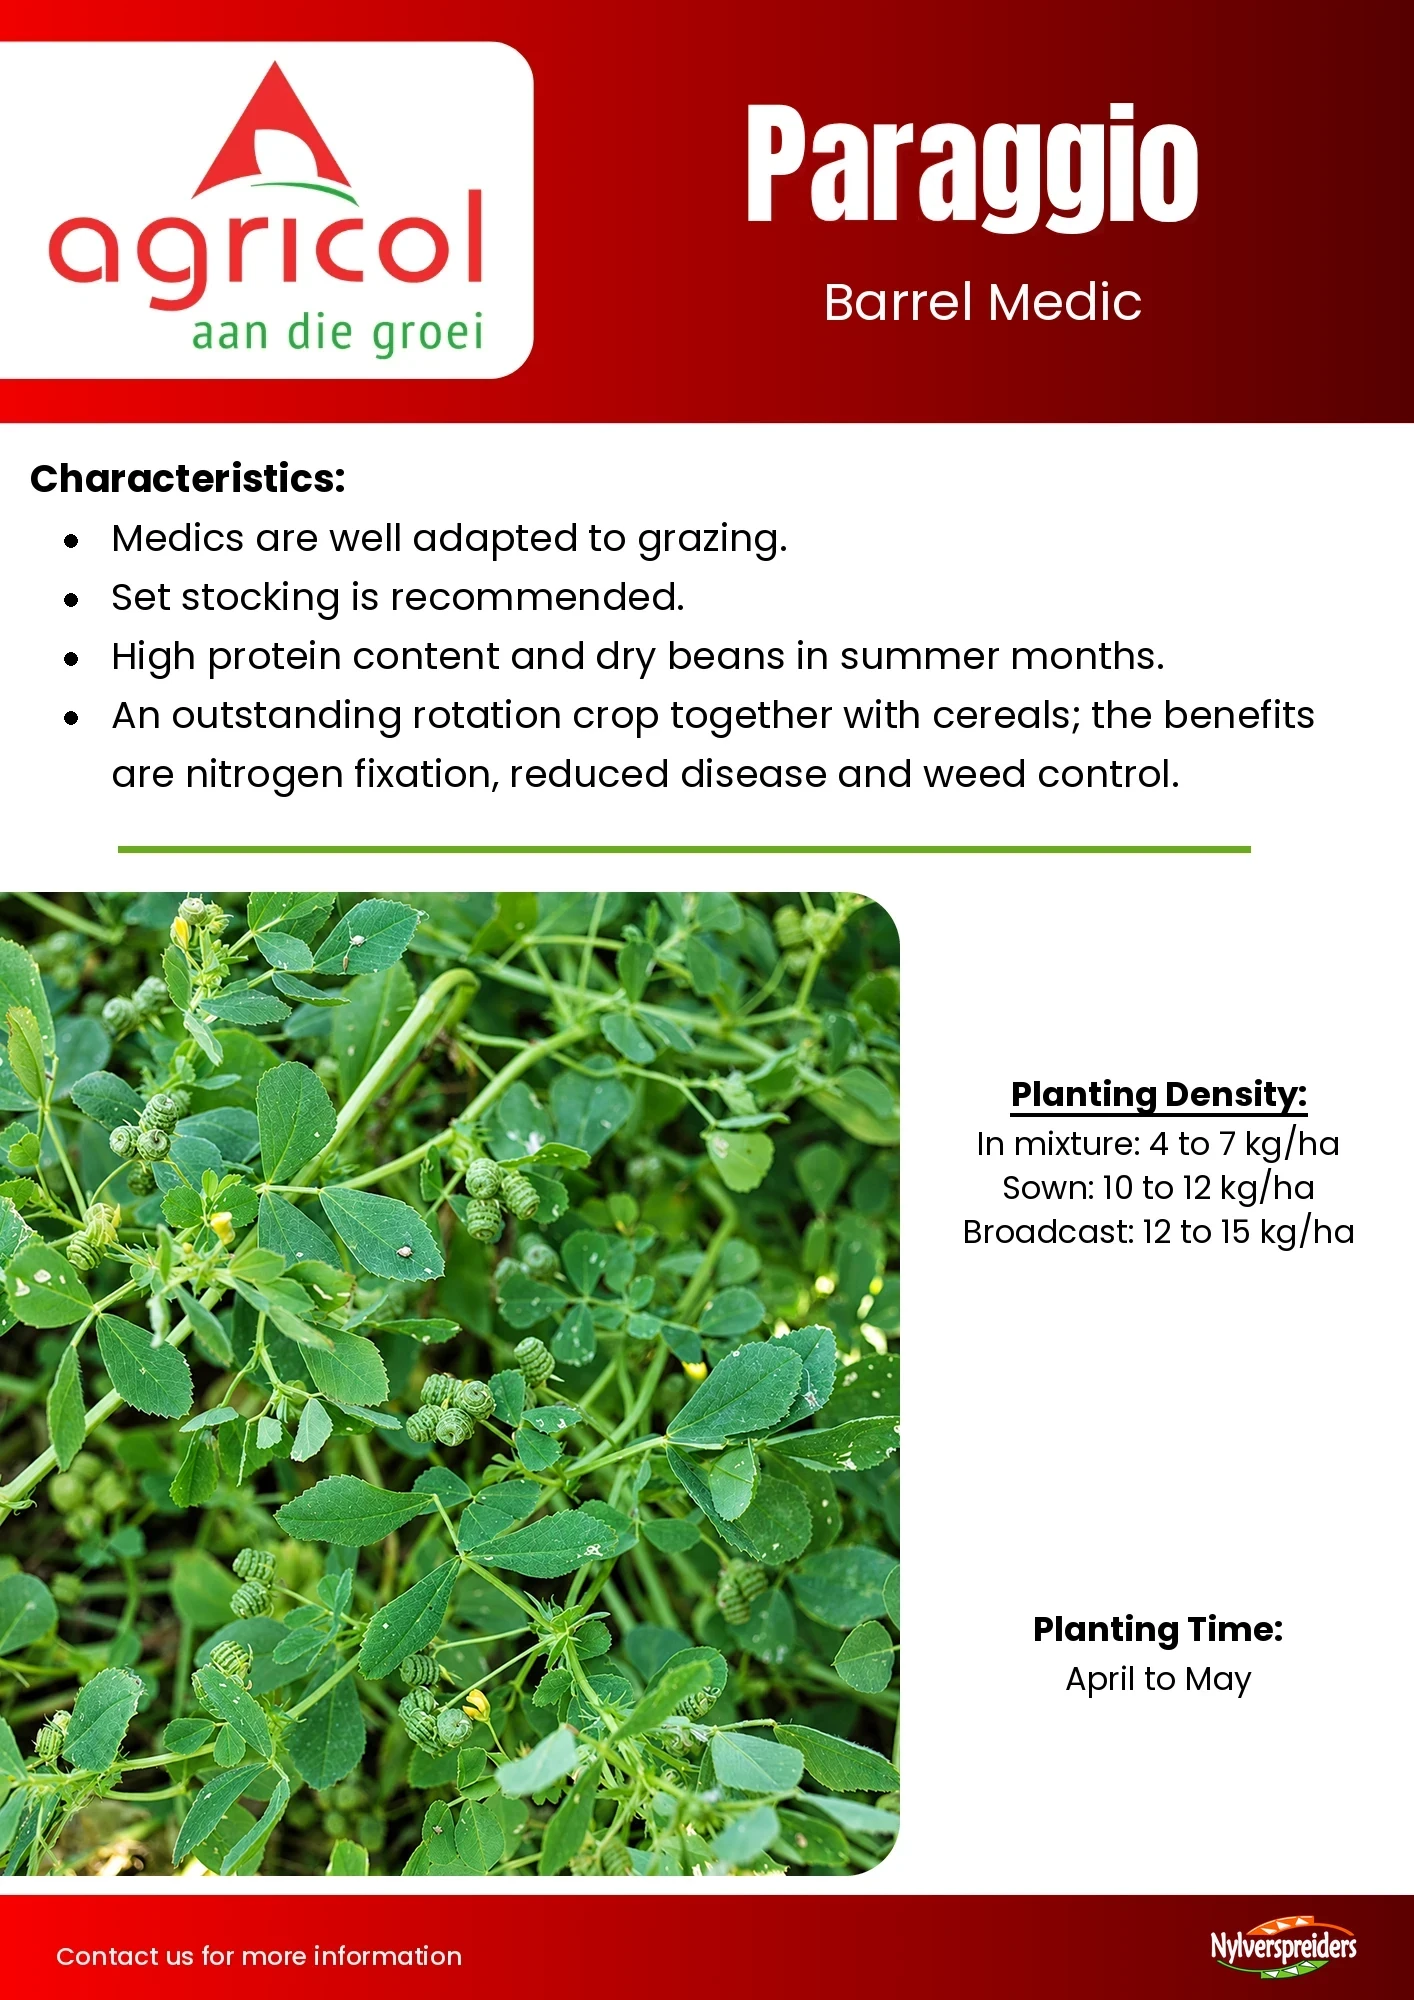 agricol
aan die groei
Paraggio
Barrel Medic
Characteristics:
• Medics are well adapted to grazing.
• Set stocking is recommended.
• High protein content and dry beans in summer months.
• An outstanding rotation crop together with cereals; the benefits
are nitrogen fixation, reduced disease and weed control.
Planting Density:
In mixture: 4 to 7 kg/ha
Sown: 10 to 12 kg/ha
Broadcast: 12 to 15 kg/ha
Planting Time:
April to May
Contact us for more information
Nylverspreiders